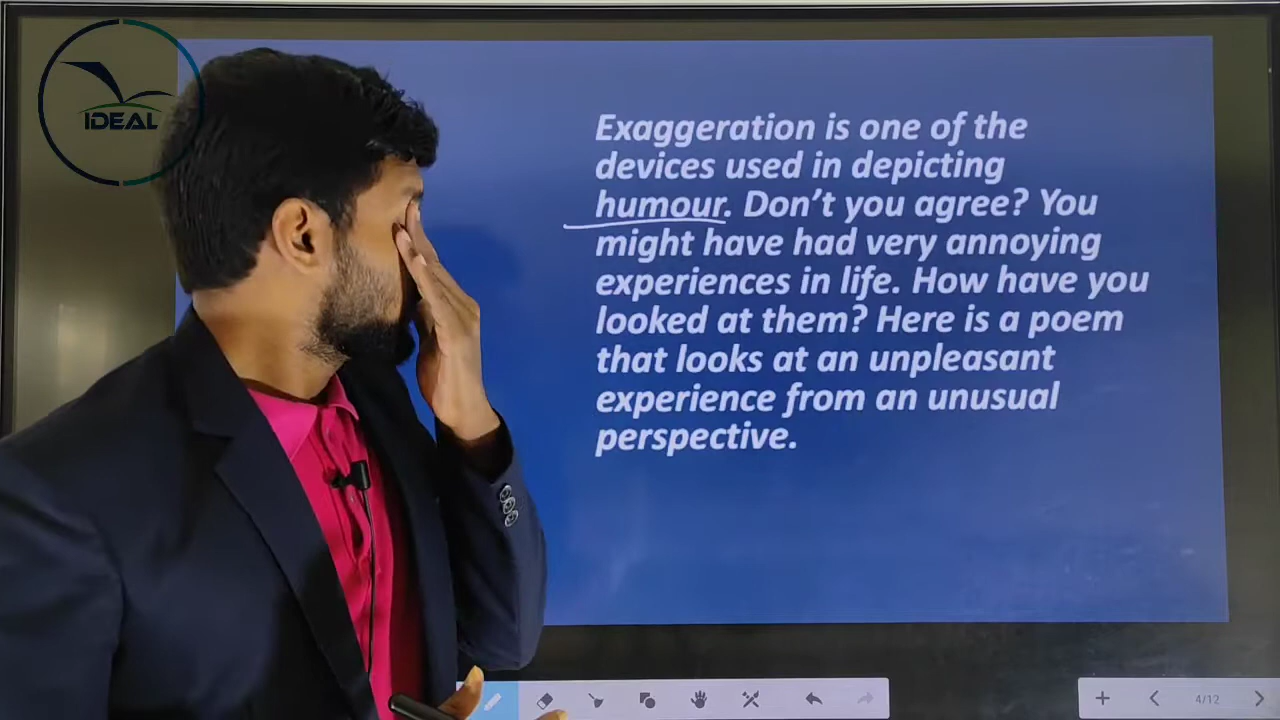 IDEAL
Exaggeration is one of the
devices used in depicting
humour. Don’t you agree? You
might have had very annoying
experiences in life. How have you
looked at them? Here is a poem
that looks at an unpleasant
experience from an unusual
perspective.
4/12